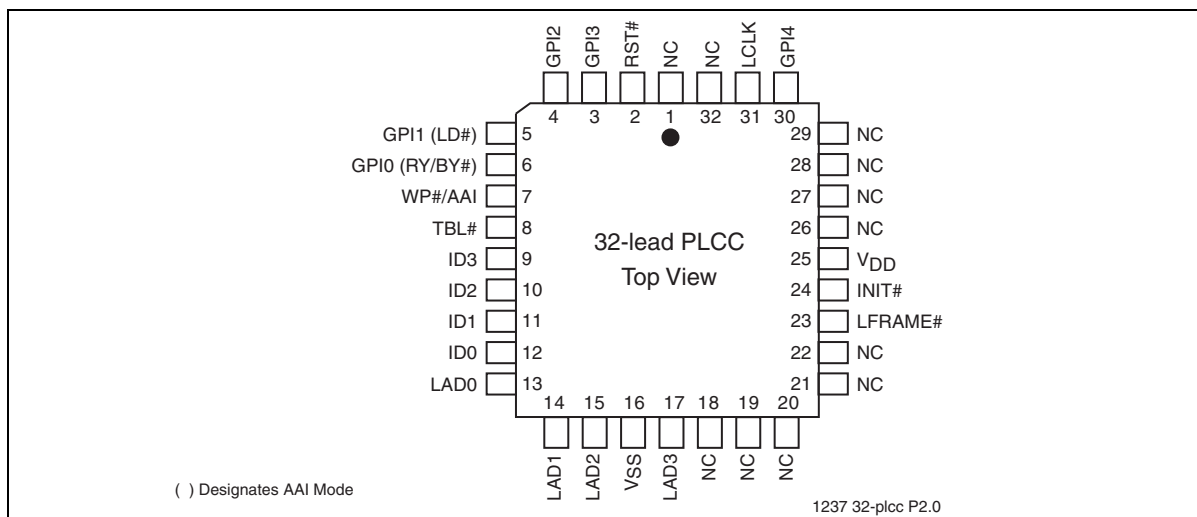 GPI2
GPI3
RST#
NC
NC
LCLK
GPI4
4
3
2
1
32
31
30
GPI1 (LD#)
5
GPI0 (RY/BY#)
6
WP#/AAI
7
TBL#
8
ID3
9
ID2
10
ID1
11
ID0
12
LAD0
13
32-lead PLCC
Top View
29
NC
28
NC
27
NC
26
NC
25
VDD
24
INIT#
23
LFRAME#
22
NC
21
NC
14
15
16
17
18
19
20
LAD1
LAD2
VSS
LAD3
NC
NC
NC
( ) Designates AAI Mode
1237 32-plcc P2.0